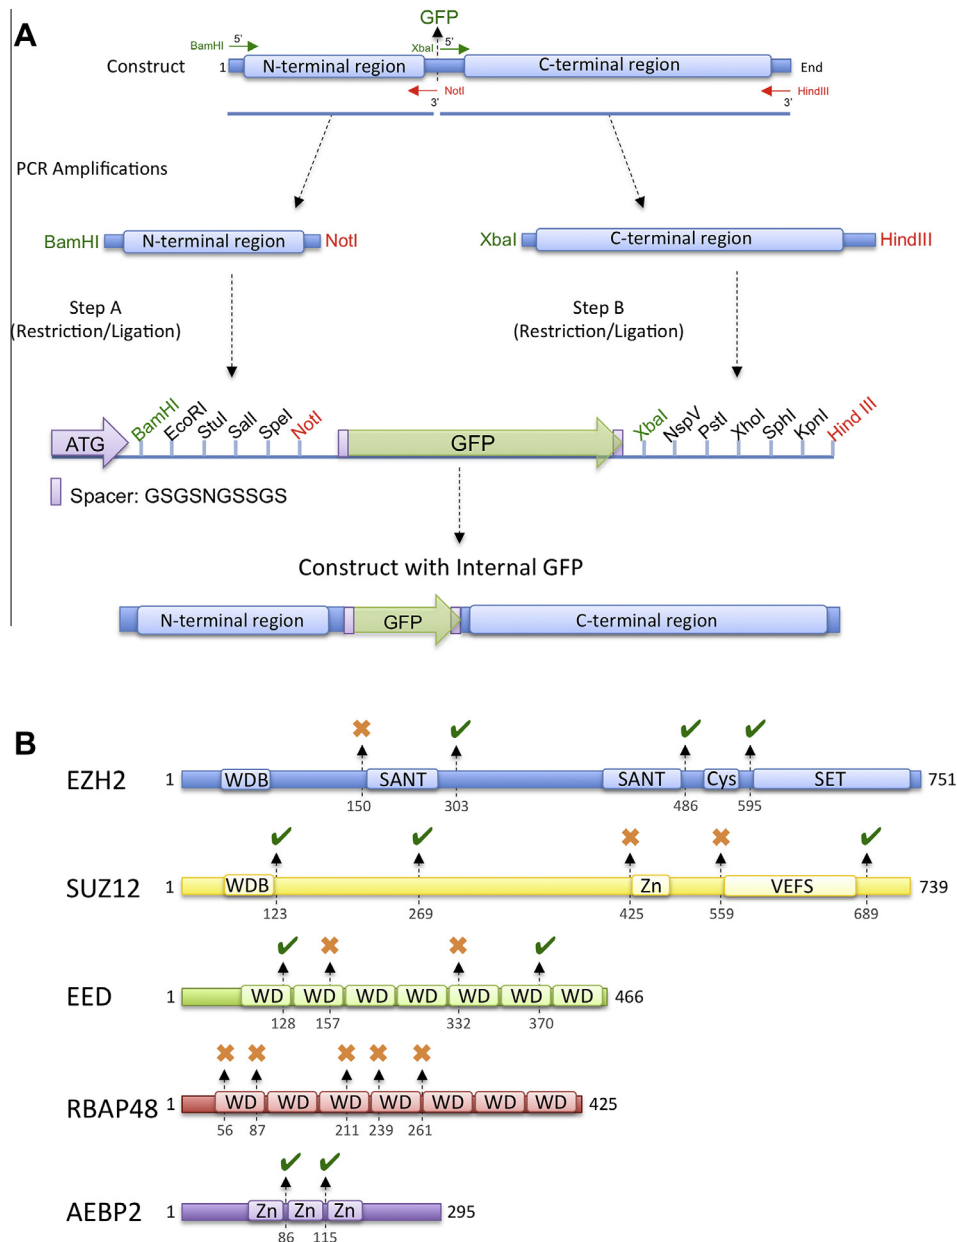 A
GFP
BamHI 5' XbaI 5'
Construct 1 N-terminal region C-terminal region End
NotI HindIII
3' 3'
PCR Amplifications
BamHI N-terminal region NotI XbaI C-terminal region HindIII
Step A Step B
(Restriction/Ligation) (Restriction/Ligation)
BamHI EcoRI StuI SalI SpeI NotI XbaI NspV PstI XhoI SphI KpnI Hind III
ATG GFP
Spacer: GSGSNGSSGS
Construct with Internal GFP
N-terminal region GFP C-terminal region
B
EZH2 1 WDB SANT SANT Cys SET 751
150 303 486 595
SUZ12 1 WDB Zn VEFS 739
123 269 425 559 689
EED 1 WD WD WD WD WD WD WD 466
128 157 332 370
RBAP48 1 WD WD WD WD WD WD WD 425
56 87 211 239 261
AEBP2 1 Zn Zn Zn 295
86 115